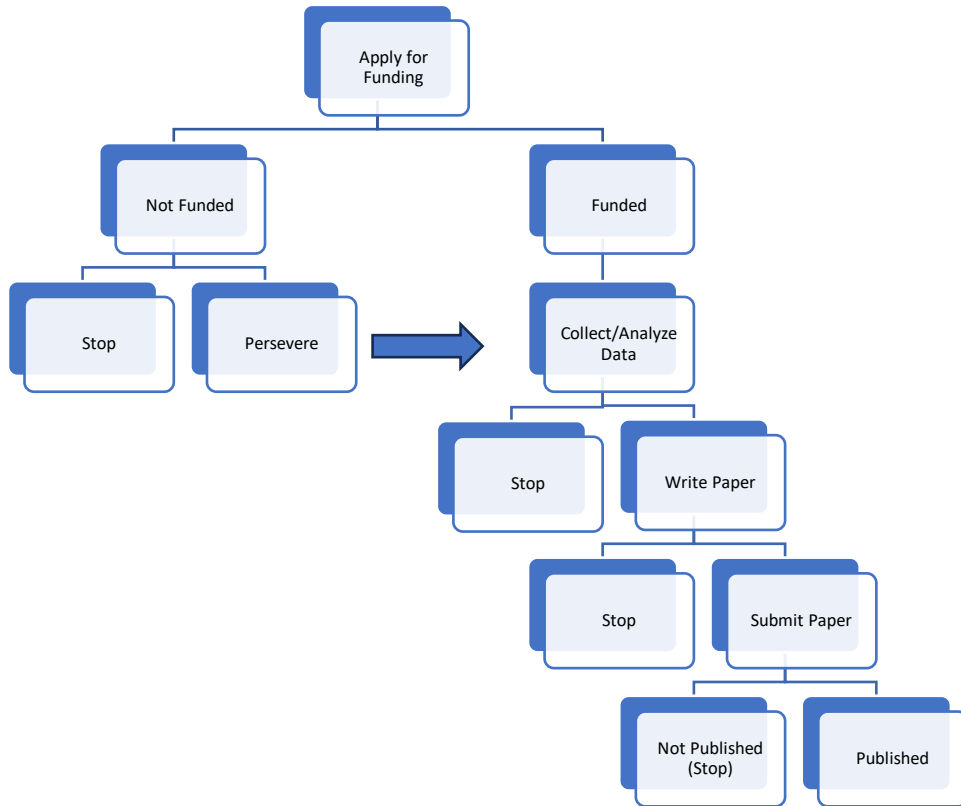 Apply for
Funding
Not Funded
Funded
Stop
Persevere
Collect/Analyze
Data
Stop
Write Paper
Stop
Submit Paper
Not Published
(Stop)
Published